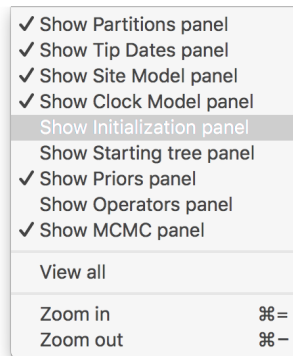 ✓ Show Partitions panel
✓ Show Tip Dates panel
✓ Show Site Model panel
✓ Show Clock Model panel
Show Initialization panel
Show Starting tree panel
✓ Show Priors panel
Show Operators panel
✓ Show MCMC panel
View all
Zoom in ⌘=
Zoom out ⌘−